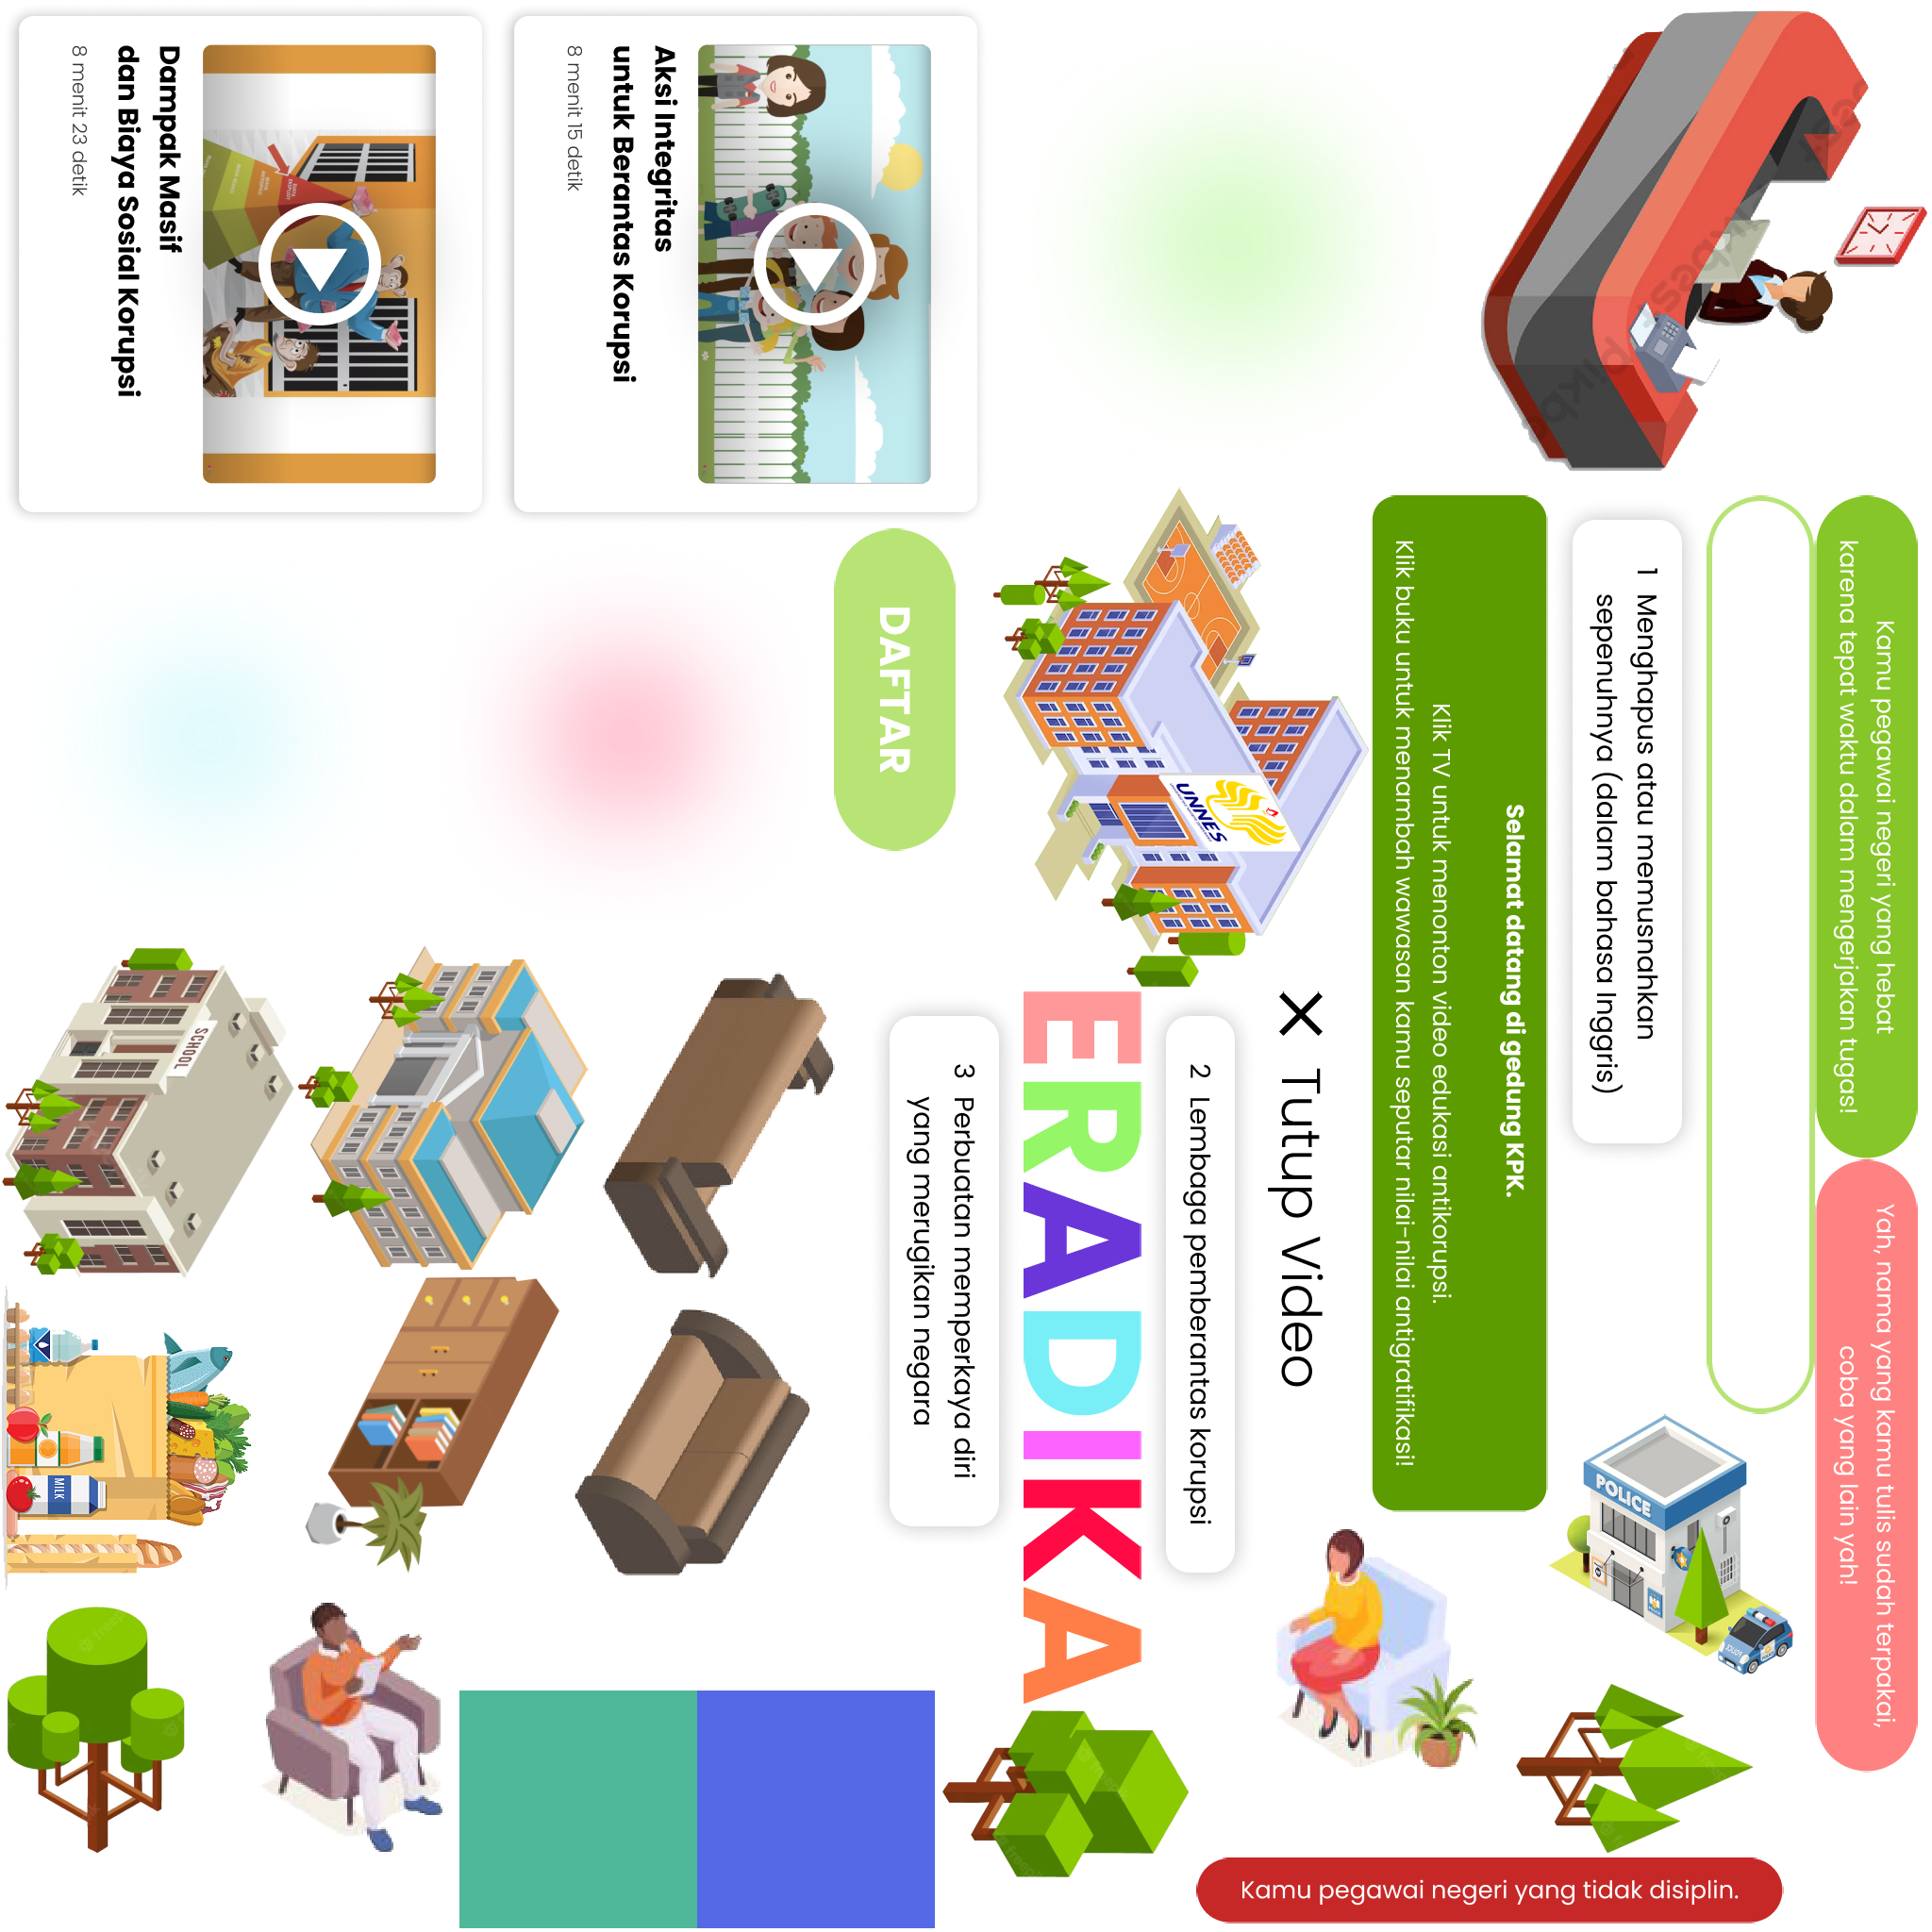 Dampak Masif
dan Biaya Sosial Korupsi
8 menit 23 detik
Aksi Integritas
untuk Berantas Korupsi
8 menit 15 detik
Kamu pegawai negeri yang hebat
karena tepat waktu dalam mengerjakan tugas!
Yah, nama yang kamu tulis sudah terpakai,
coba yang lain yah!
1 Menghapus atau memusnahkan
sepenuhnya (dalam bahasa Inggris)
Selamat datang di gedung KPK.
Klik TV untuk menonton video edukasi antikorupsi.
Klik buku untuk menambah wawasan kamu seputar nilai-nilai antigratifikasi!
× Tutup Video
2 Lembaga pemberantas korupsi
ERADIKA
3 Perbuatan memperkaya diri
yang merugikan negara
DAFTAR
UNNES
SCHOOL
MILK
POLICE
Kamu pegawai negeri yang tidak disiplin.